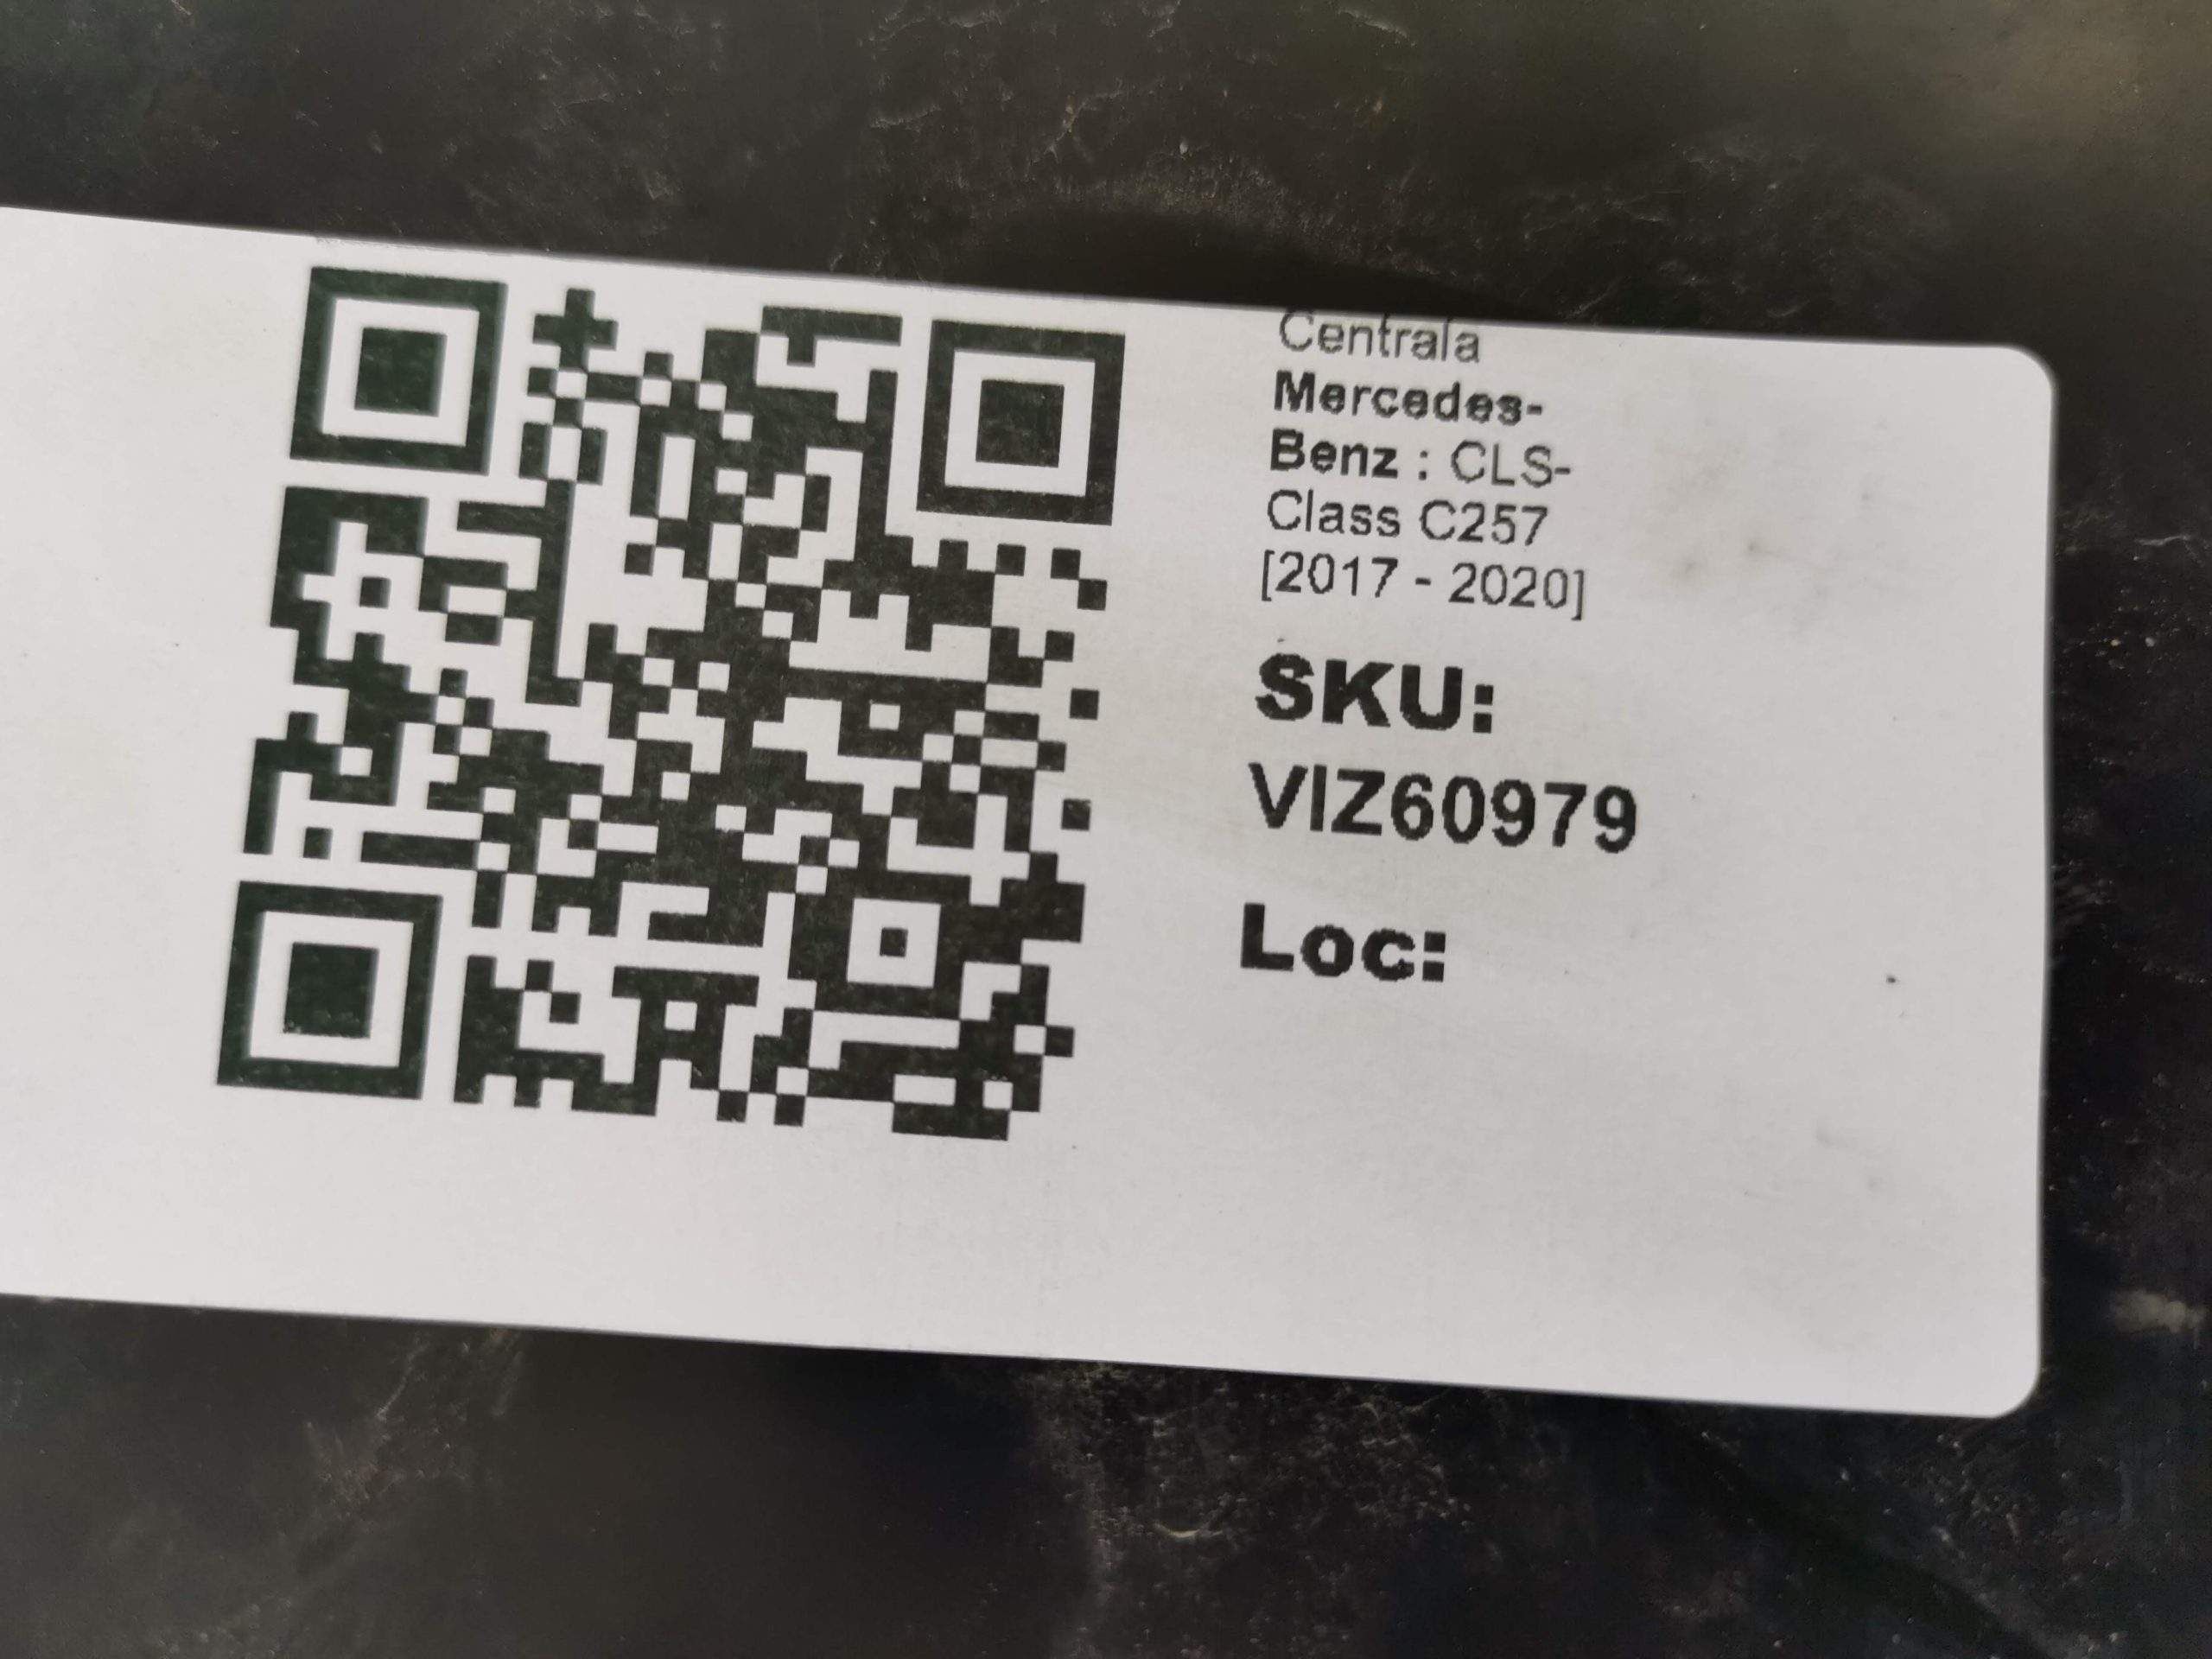 Centrala
Mercedes-
Benz : CLS-
Class C257
[2017 - 2020]
SKU:
VIZ60979
Loc: